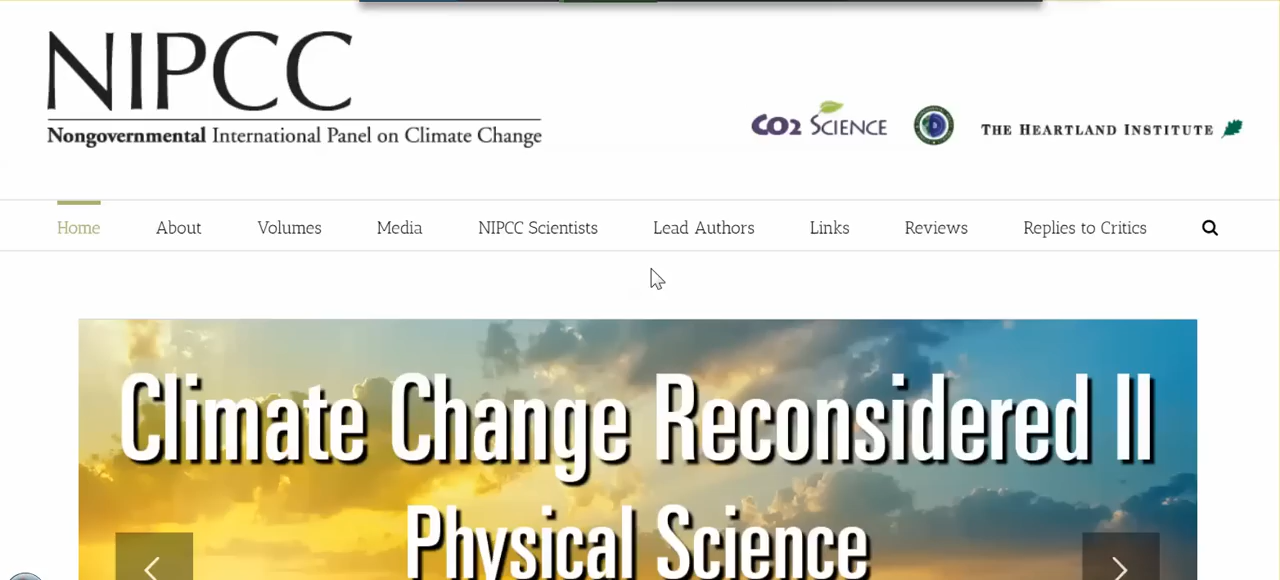 NIPCC
Nongovernmental International Panel on Climate Change
CO2 SCIENCE
THE HEARTLAND INSTITUTE
Home About Volumes Media NIPCC Scientists Lead Authors Links Reviews Replies to Critics
Climate Change Reconsidered II
Physical Science